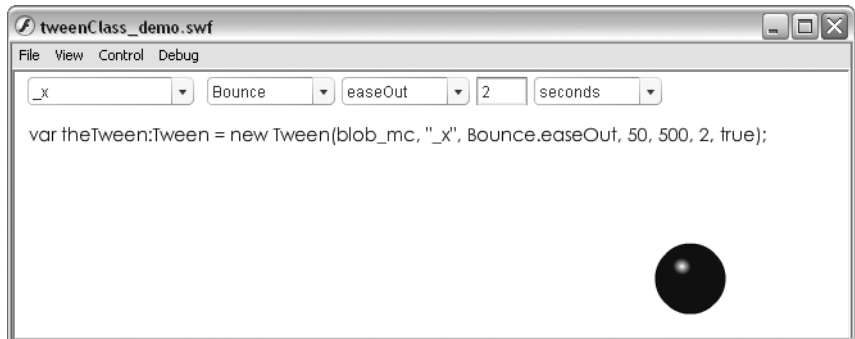 tweenClass_demo.swf
File View Control Debug
_x Bounce easeOut 2 seconds
var theTween:Tween = new Tween(blob_mc, "_x", Bounce.easeOut, 50, 500, 2, true);